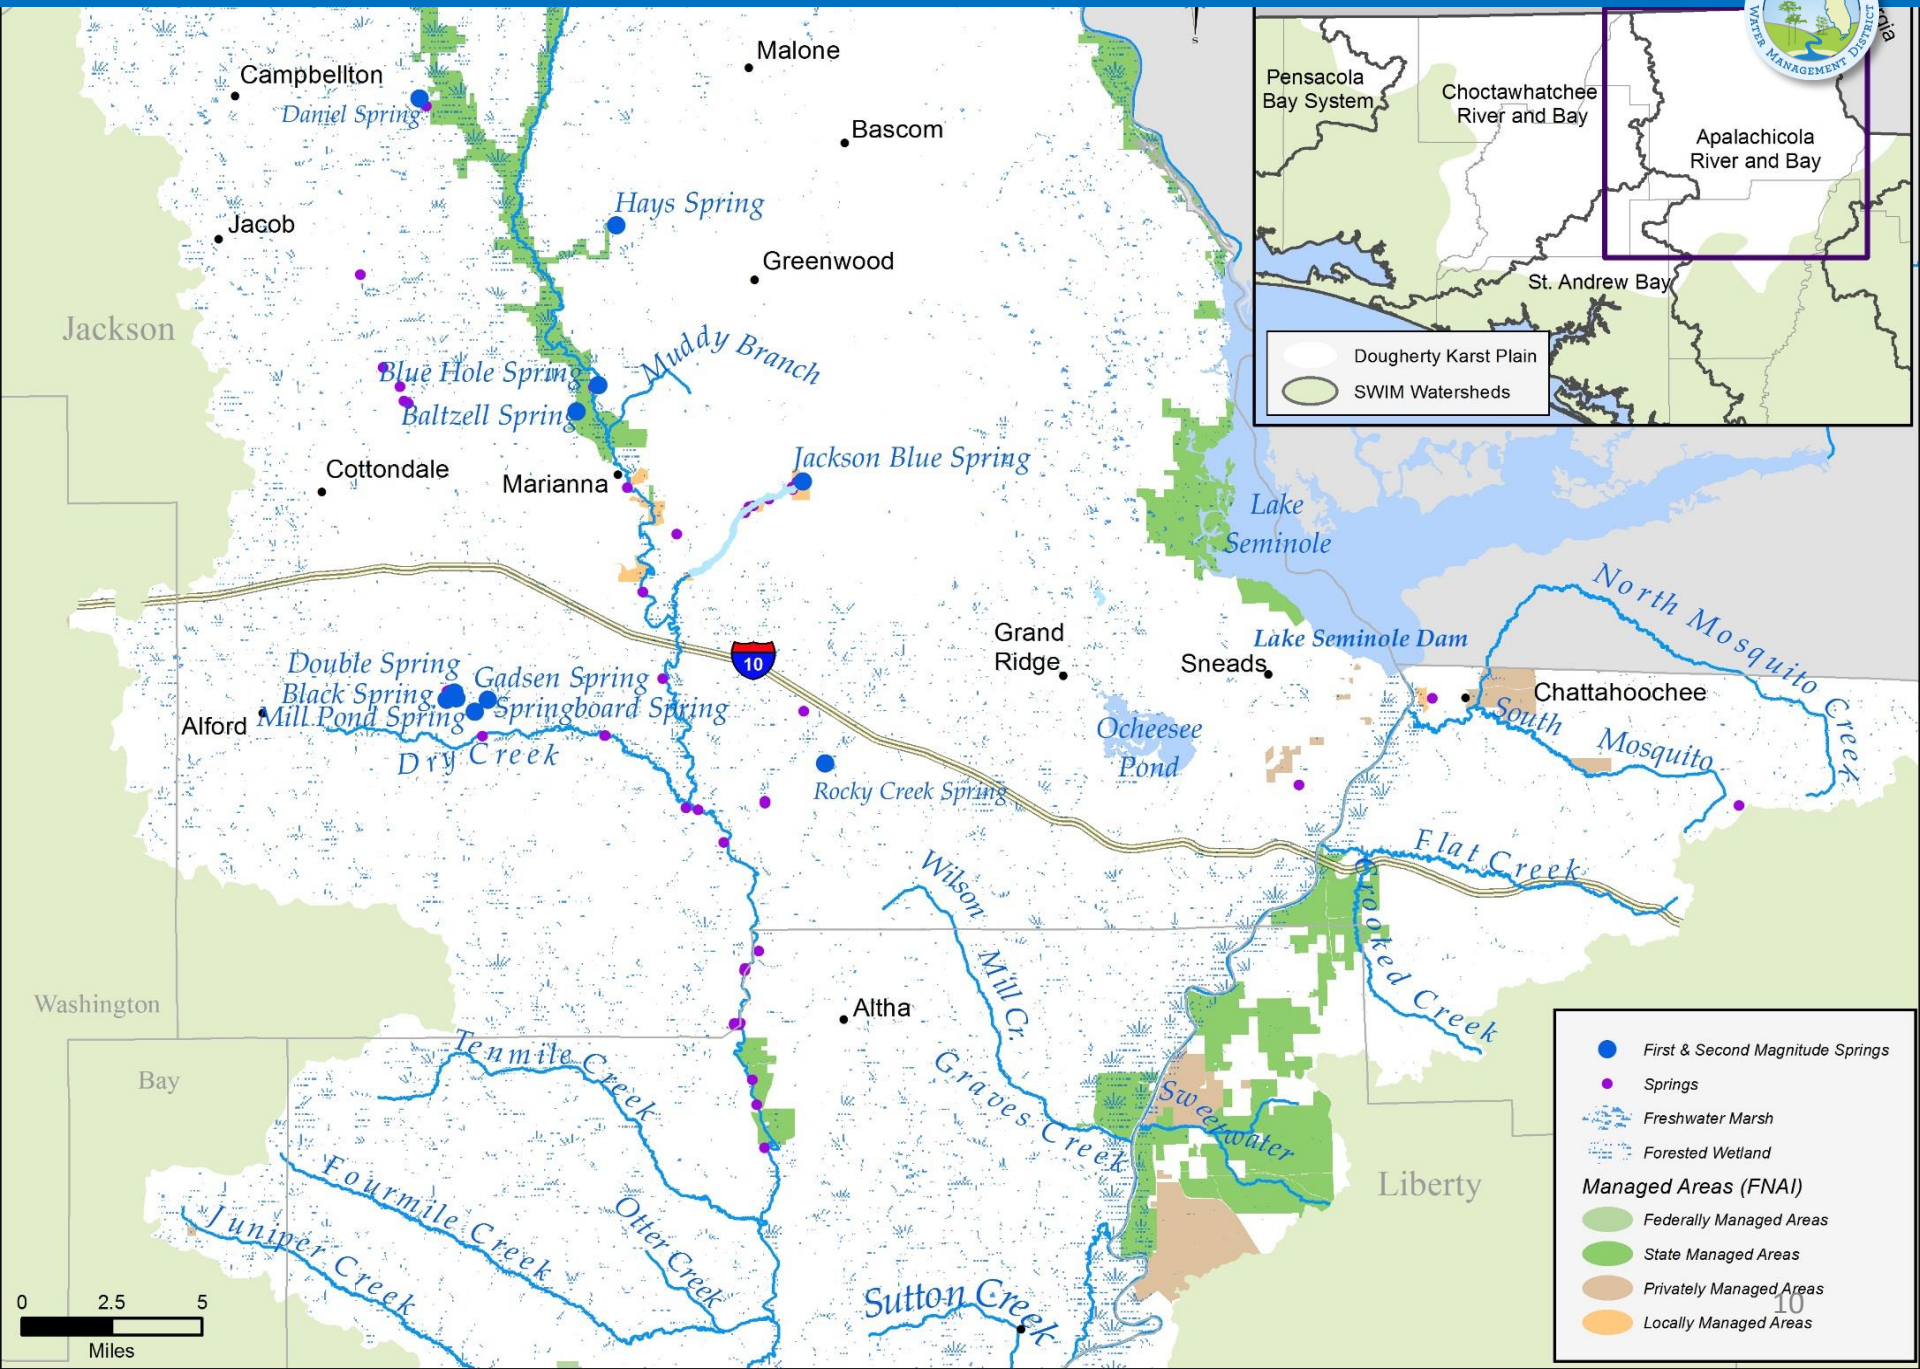 Malone
Campbellton
Daniel Spring
Bascom
Hays Spring
Jacob
Greenwood
Jackson
Muddy Branch
Blue Hole Spring
Baltzell Spring
Jackson Blue Spring
Cottondale
Marianna
Lake
Seminole
10
Grand
Ridge
Sneads
Lake Seminole Dam
North Mosquito Creek
Chattahoochee
South Mosquito
Double Spring
Gadsen Spring
Black Spring
Springboard Spring
Mill Pond Spring
Alford
Dry Creek
Ocheesee
Pond
Rocky Creek Spring
Flat Creek
Crooked Creek
Wilson Mill Cr.
Washington
Altha
Bay
Tenmile Creek
Graves Creek
Sweetwater
Liberty
Fourmile Creek
Juniper Creek
Otter Creek
Sutton Creek
0 2.5 5
Miles
S
Pensacola
Bay System
Choctawhatchee
River and Bay
Apalachicola
River and Bay
St. Andrew Bay
Dougherty Karst Plain
SWIM Watersheds
WATER MANAGEMENT DISTRICT
First & Second Magnitude Springs
Springs
Freshwater Marsh
Forested Wetland
Managed Areas (FNAI)
Federally Managed Areas
State Managed Areas
Privately Managed Areas
10
Locally Managed Areas